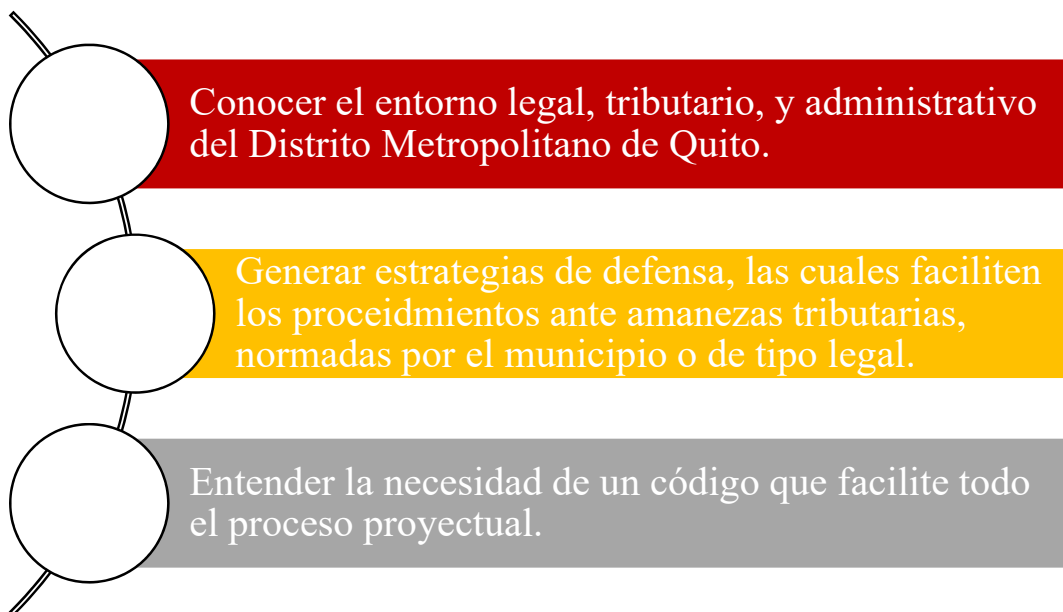 Conocer el entorno legal, tributario, y administrativo
del Distrito Metropolitano de Quito.
Generar estrategias de defensa, las cuales faciliten
los proceidmientos ante amanezas tributarias,
normadas por el municipio o de tipo legal.
Entender la necesidad de un código que facilite todo
el proceso proyectual.